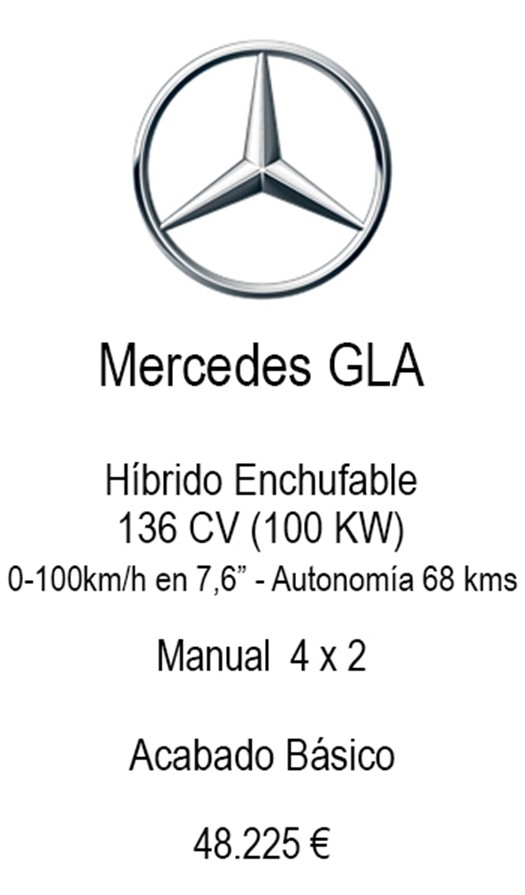 Mercedes GLA
Híbrido Enchufable
136 CV (100 KW)
0-100km/h en 7,6” - Autonomía 68 kms
Manual 4 x 2
Acabado Básico
48.225 €